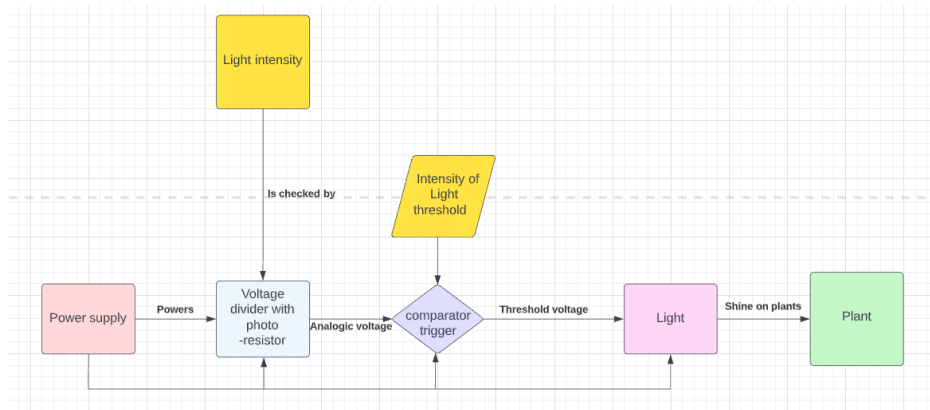 Light intensity
Is checked by
Intensity of
Light
threshold
Power supply
Powers
Voltage
divider with
photo
-resistor
Analogic voltage
comparator
trigger
Threshold voltage
Light
Shine on plants
Plant